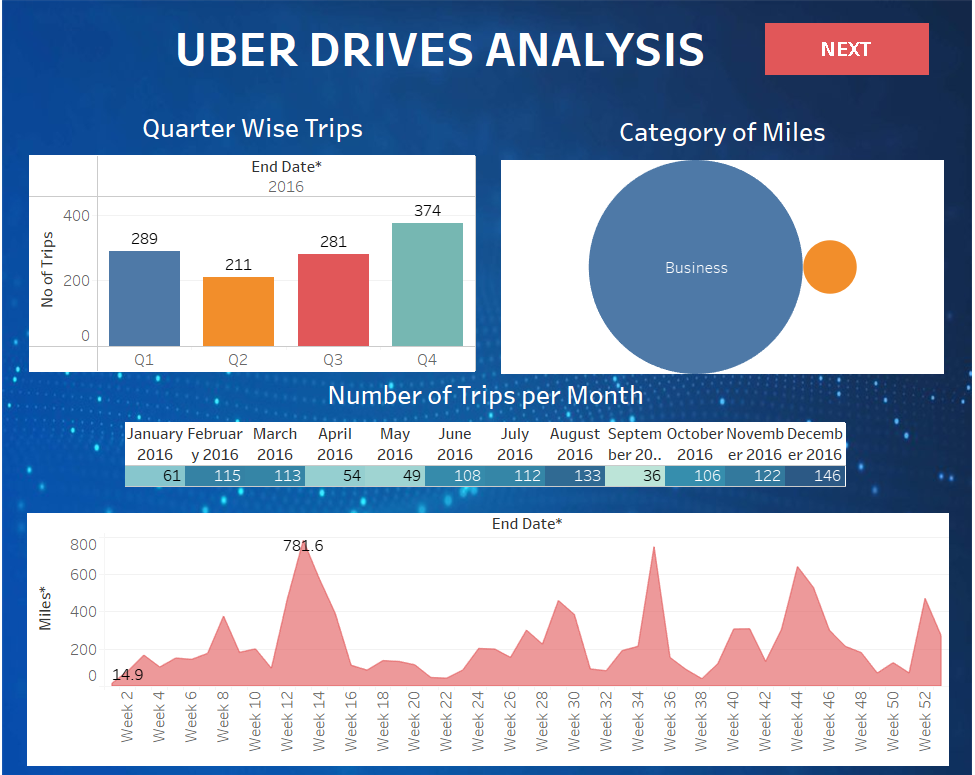 UBER DRIVES ANALYSIS
NEXT
Quarter Wise Trips
Category of Miles
End Date*
2016
No of Trips
400
200
0
289
211
281
374
Q1 Q2 Q3 Q4
Business
Number of Trips per Month
January Februar March April May June July August Septem October Novemb Decemb
2016 y 2016 2016 2016 2016 2016 2016 2016 ber 20.. 2016 er 2016 er 2016
61 115 113 54 49 108 112 133 36 106 122 146
End Date*
Miles*
800
600
400
200
0
781.6
14.9
Week 2
Week 4
Week 6
Week 8
Week 10
Week 12
Week 14
Week 16
Week 18
Week 20
Week 22
Week 24
Week 26
Week 28
Week 30
Week 32
Week 34
Week 36
Week 38
Week 40
Week 42
Week 44
Week 46
Week 48
Week 50
Week 52